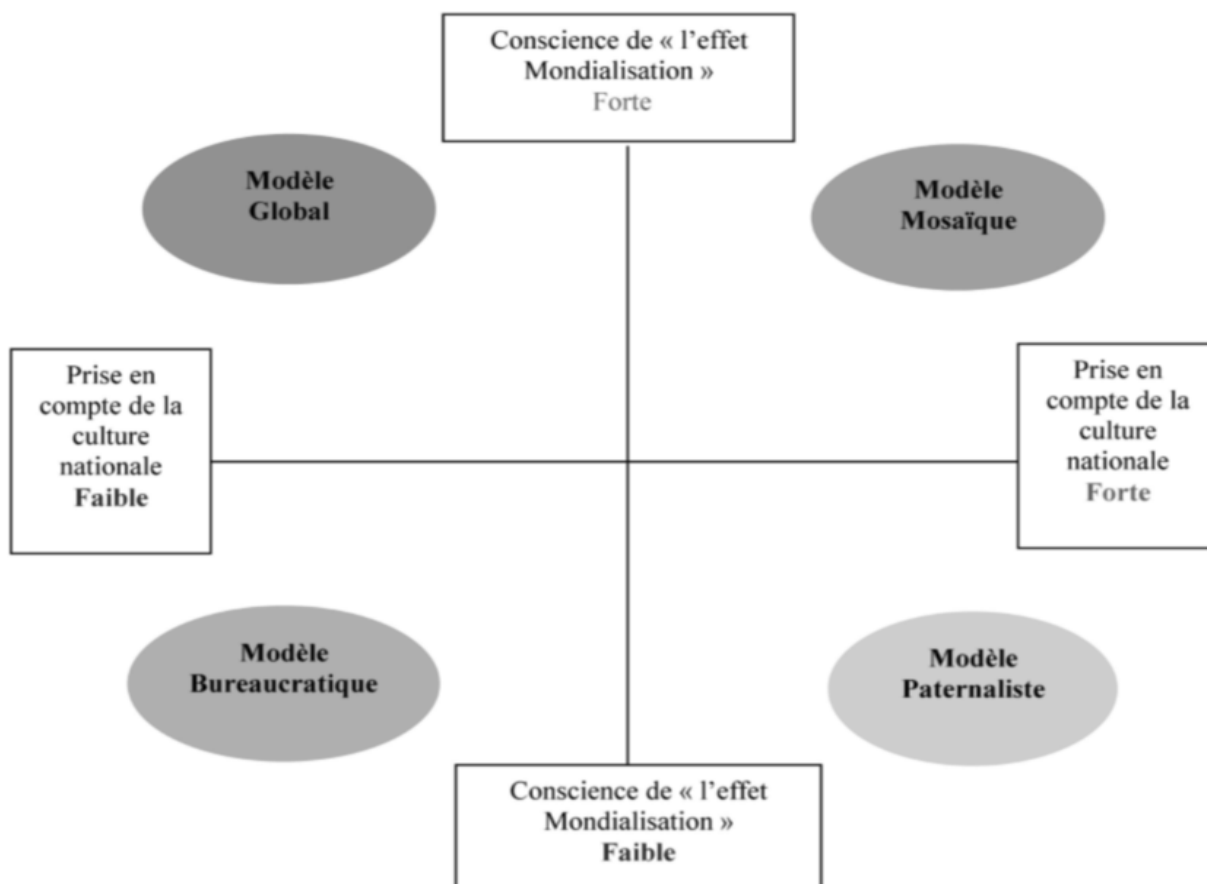 Conscience de « l’effet
Mondialisation »
Forte
Modèle
Global
Modèle
Mosaïque
Prise en
compte de la
culture
nationale
Faible
Prise en
compte de la
culture
nationale
Forte
Modèle
Bureaucratique
Modèle
Paternaliste
Conscience de « l’effet
Mondialisation »
Faible